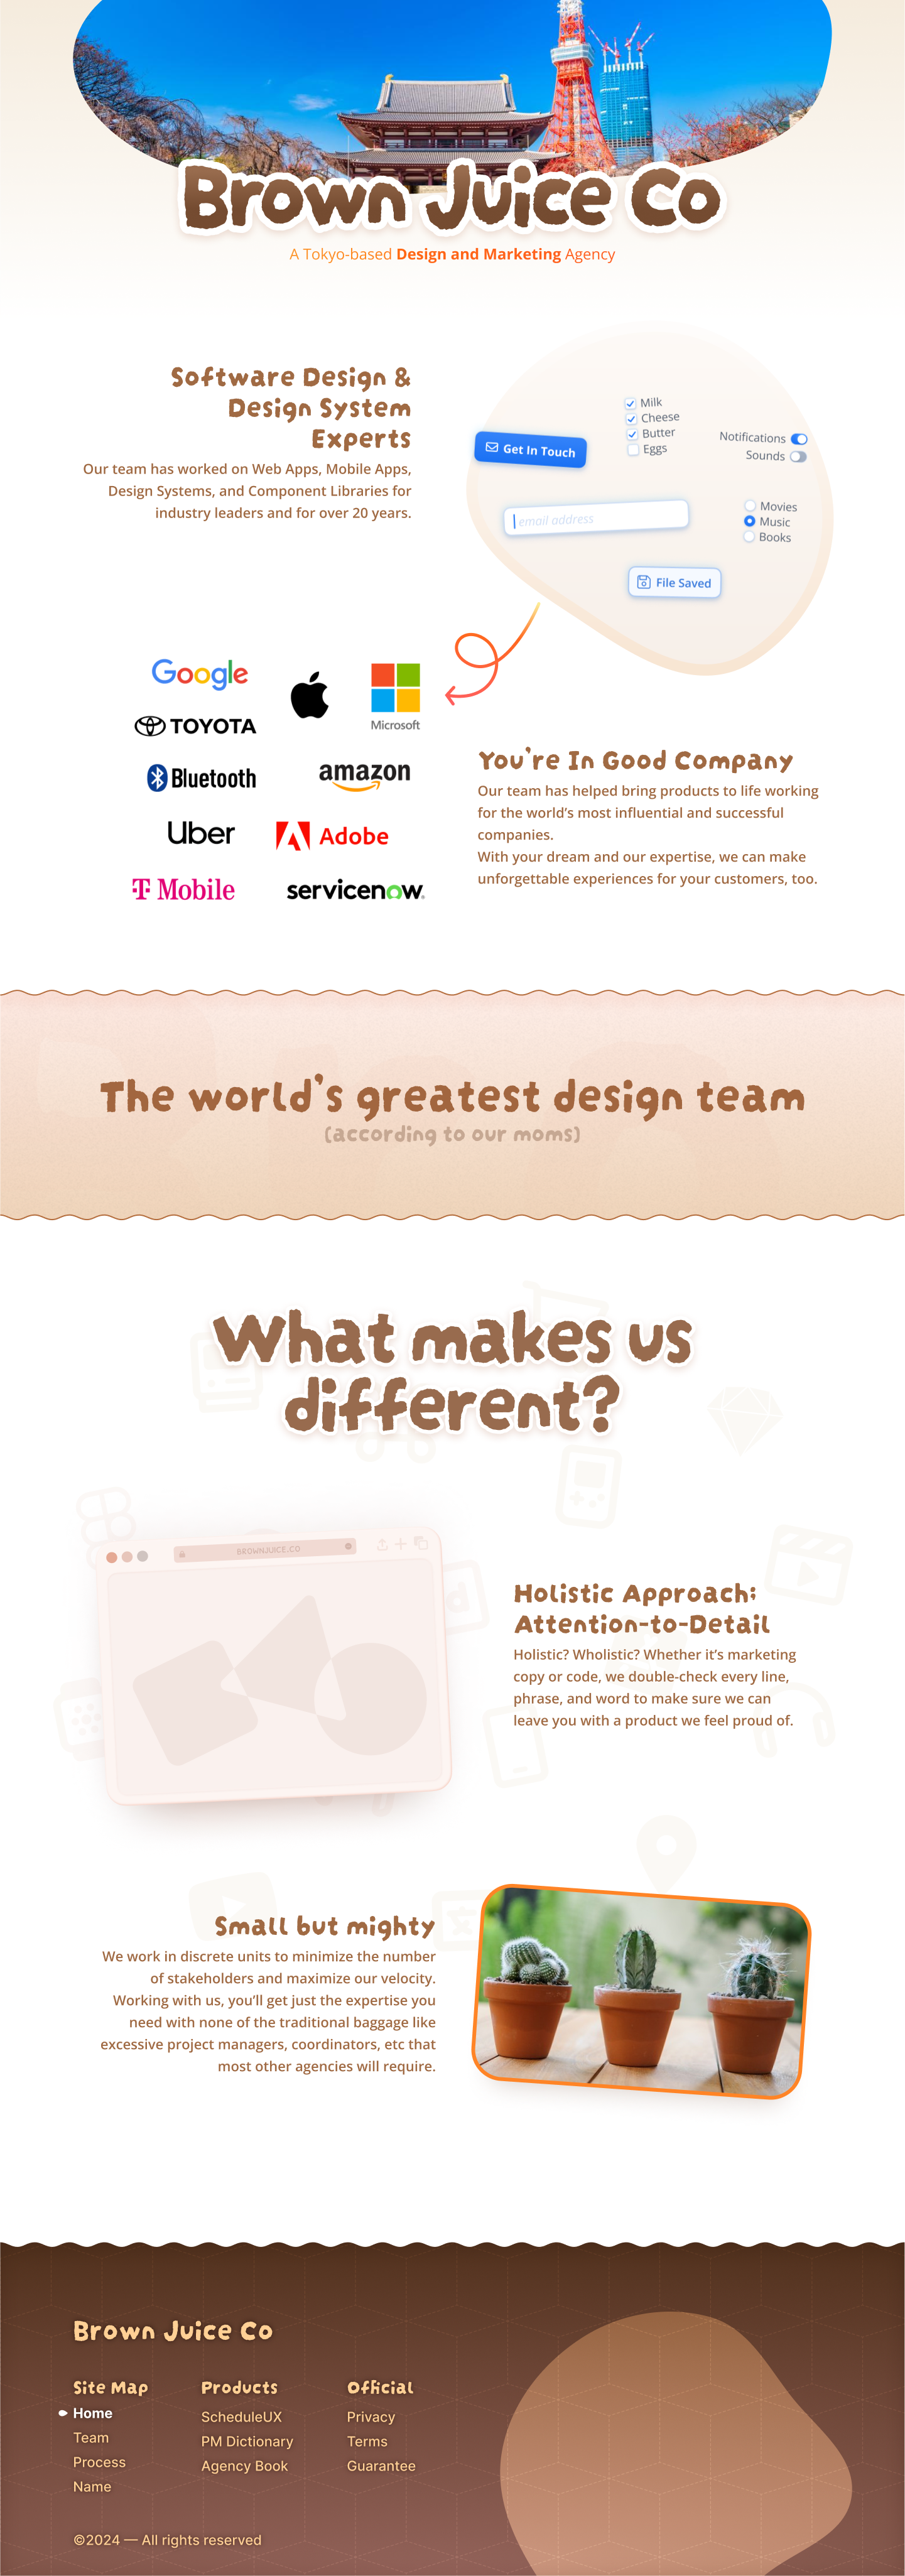 Brown Juice Co
A Tokyo-based Design and Marketing Agency
Software Design &
Design System
Experts
Our team has worked on Web Apps, Mobile Apps,
Design Systems, and Component Libraries for
industry leaders and for over 20 years.
Get In Touch
Milk
Cheese
Butter
Eggs
Notifications
Sounds
email address
Movies
Music
Books
File Saved
Google
Microsoft
TOYOTA
Bluetooth
amazon
Uber
Adobe
T Mobile
servicenow
You're In Good Company
Our team has helped bring products to life working
for the world's most influential and successful
companies.
With your dream and our expertise, we can make
unforgettable experiences for your customers, too.
The world's greatest design team
(according to our moms)
What makes us
different?
BROWNJUICE.CO
Holistic Approach;
Attention-to-Detail
Holistic? Wholistic? Whether it's marketing
copy or code, we double-check every line,
phrase, and word to make sure we can
leave you with a product we feel proud of.
Small but mighty
We work in discrete units to minimize the number
of stakeholders and maximize our velocity.
Working with us, you'll get just the expertise you
need with none of the traditional baggage like
excessive project managers, coordinators, etc that
most other agencies will require.
Brown Juice Co
Site Map
Home
Team
Process
Name
Products
ScheduleUX
PM Dictionary
Agency Book
Official
Privacy
Terms
Guarantee
©2024 — All rights reserved